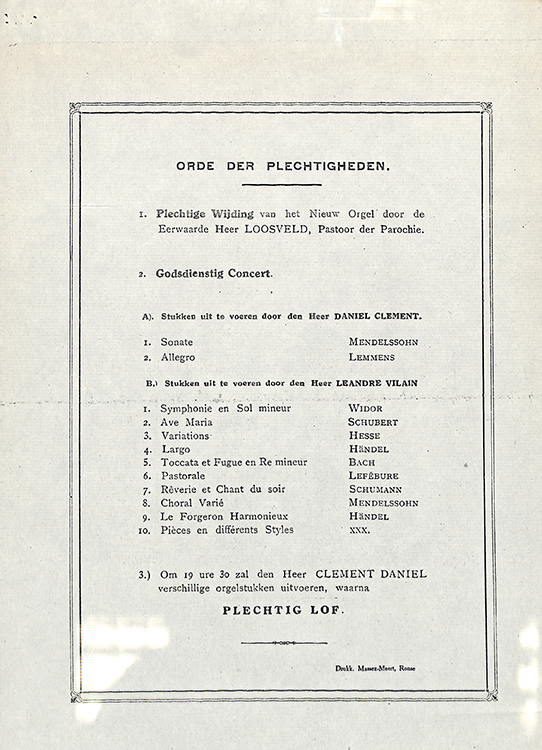 ORDE DER PLECHTIGHEDEN.
1. Plechtige Wijding van het Nieuw Orgel door de
Eerwaarde Heer LOOSVELD, Pastoor der Parochie.
2. Godsdienstig Concert.
A). Stukken uit te voeren door den Heer DANIEL CLEMENT.
1. Sonate MENDELSSOHN
2. Allegro LEMMENS
B.) Stukken uit te voeren door den Heer LEANDRE VILAIN
1. Symphonie en Sol mineur WIDOR
2. Ave Maria SCHUBERT
3. Variations HESSE
4. Largo HÄNDEL
5. Toccata et Fugue en Re mineur BACH
6. Pastorale LEFÉBURE
7. Rêverie et Chant du soir SCHUMANN
8. Choral Varié MENDELSSOHN
9. Le Forgeron Harmonieux HÄNDEL
10. Pièces en différents Styles XXX.
3.) Om 19 ure 30 zal den Heer CLEMENT DANIEL
verschillige orgelstukken uitvoeren, waarna
PLECHTIG LOF.
Drukk. Massez-Meert, Ronse